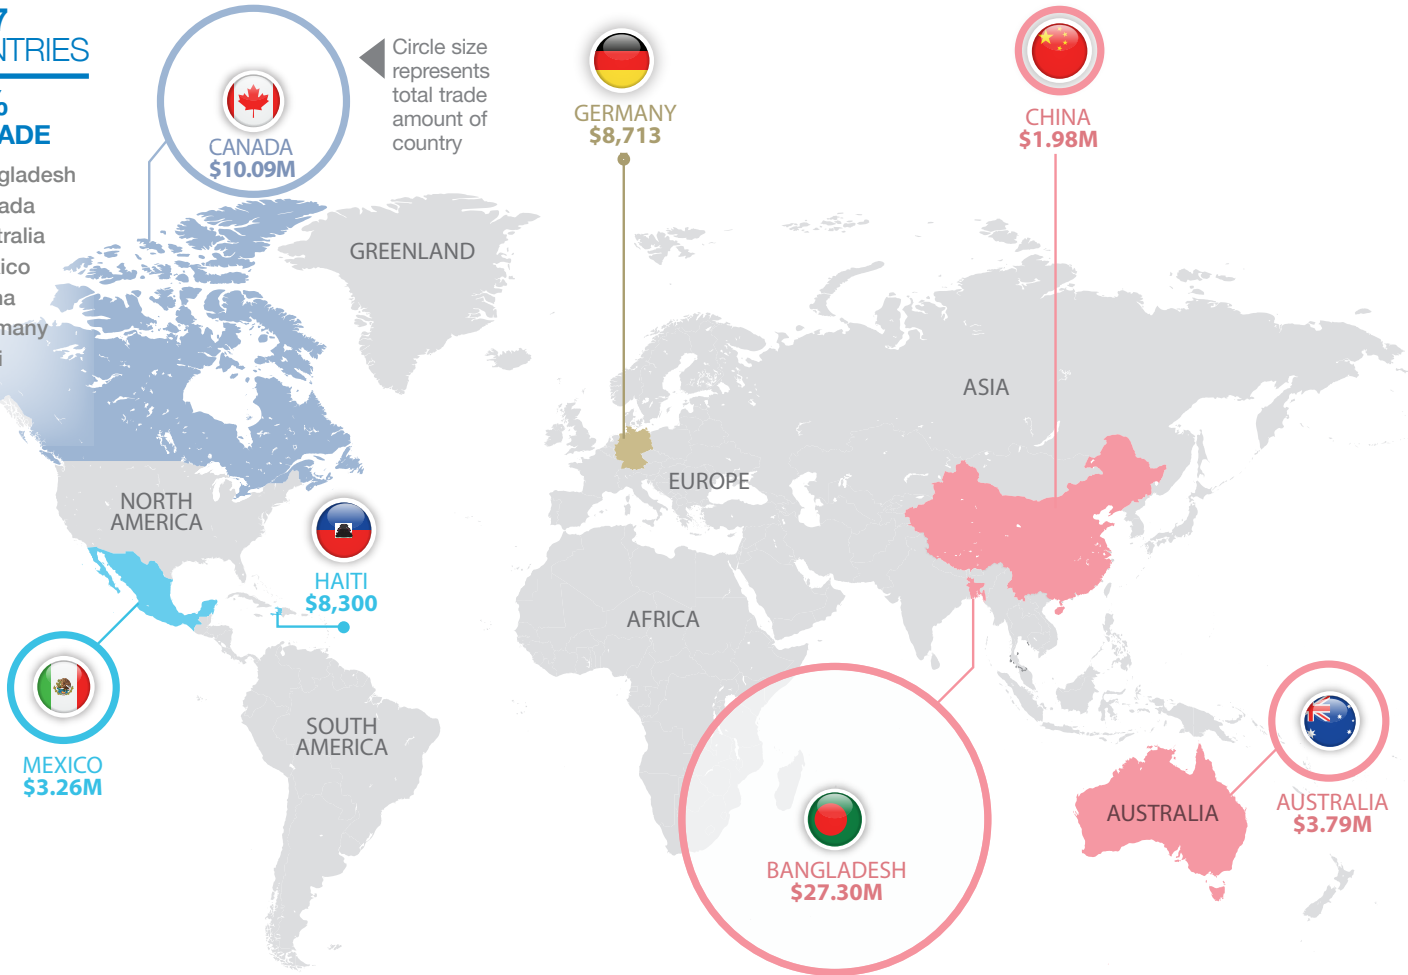 7
NTRIES
%
ADE
gladesh
ada
tralia
ico
na
many
i
CANADA
$10.09M
Circle size
represents
total trade
amount of
country
GERMANY
$8,713
CHINA
$1.98M
GREENLAND
ASIA
EUROPE
NORTH
AMERICA
HAITI
$8,300
AFRICA
MEXICO
$3.26M
SOUTH
AMERICA
BANGLADESH
$27.30M
AUSTRALIA
AUSTRALIA
$3.79M